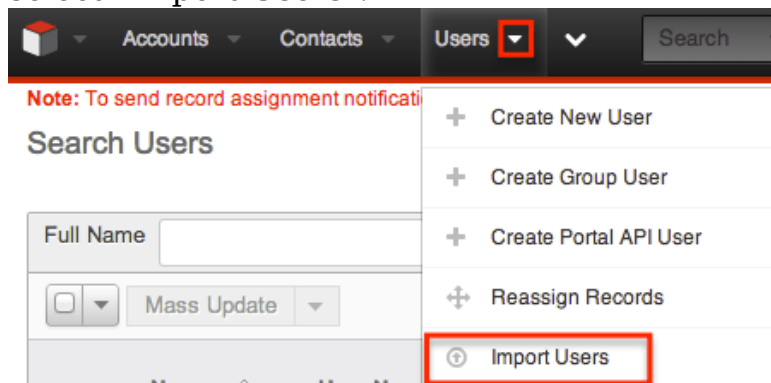 Accounts Contacts Users Search
Note: To send record assignment notificati
Search Users
Full Name
Mass Update
Create New User
Create Group User
Create Portal API User
Reassign Records
Import Users